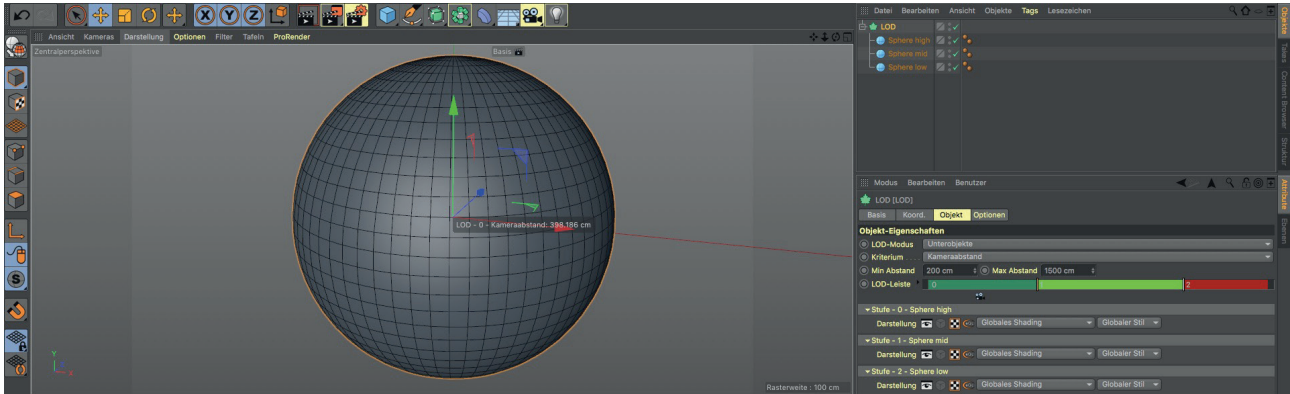 X Y Z
Ansicht Kameras Darstellung Optionen Filter Tafeln ProRender
Zentralperspektive
Basis
LOD - 0 - Kameraabstand: 398.186 cm
Y
X
Rasterweite : 100 cm
Datei Bearbeiten Ansicht Objekte Tags Lesezeichen
LOD
Sphere high
Sphere mid
Sphere low
Objekte
Takes
Content Browser
Struktur
Modus Bearbeiten Benutzer
LOD [LOD]
Basis Koord. Objekt Optionen
Objekt-Eigenschaften
LOD-Modus Unterobjekte
Kriterium . . . . Kameraabstand
Min Abstand 200 cm Max Abstand 1500 cm
LOD-Leiste 0 2
Stufe - 0 - Sphere high
Darstellung Globales Shading Globaler Stil
Stufe - 1 - Sphere mid
Darstellung Globales Shading Globaler Stil
Stufe - 2 - Sphere low
Darstellung Globales Shading Globaler Stil
Attribute
Ebenen